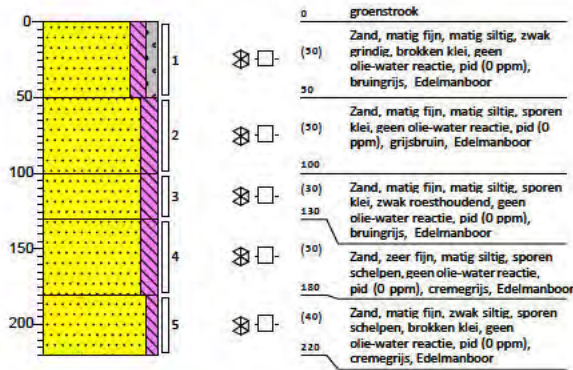 0
50
100
150
200
1
2
3
4
5
0 groenstrook
(50) Zand, matig fijn, matig siltig, zwak
grindig, brokken klei, geen
olie-water reactie, pid (0 ppm),
bruingrijs, Edelmanboor
50
(50) Zand, matig fijn, matig siltig, sporen
klei, geen olie-water reactie, pid (0
ppm), grijsbruin, Edelmanboor
100
(30) Zand, matig fijn, matig siltig, sporen
klei, zwak roesthoudend, geen
olie-water reactie, pid (0 ppm),
bruingrijs, Edelmanboor
130
(50) Zand, zeer fijn, matig siltig, sporen
schelpen, geen olie-water reactie,
pid (0 ppm), cremegrijs, Edelmanboor
180
(40) Zand, matig fijn, zwak siltig, sporen
schelpen, brokken klei, geen
olie-water reactie, pid (0 ppm),
cremegrijs, Edelmanboor
220